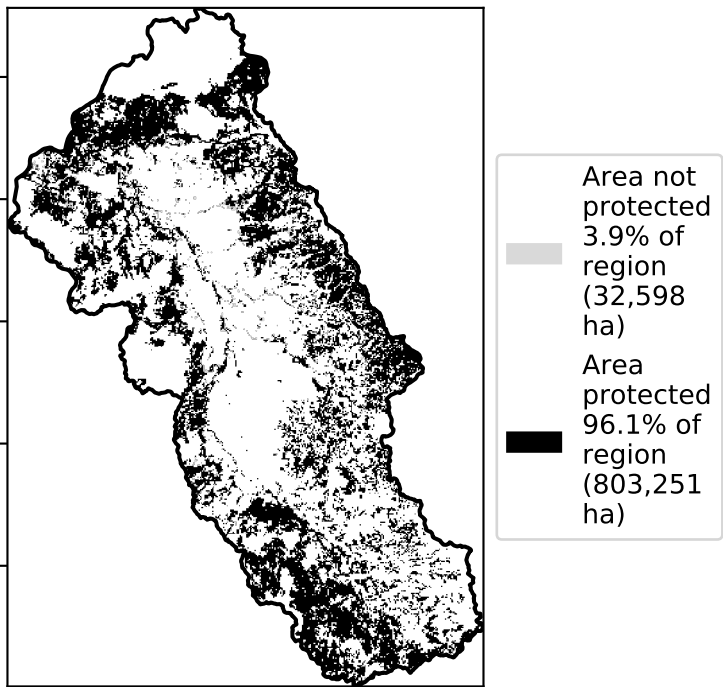 Area not
protected
3.9% of
region
(32,598
ha)
Area
protected
96.1% of
region
(803,251
ha)